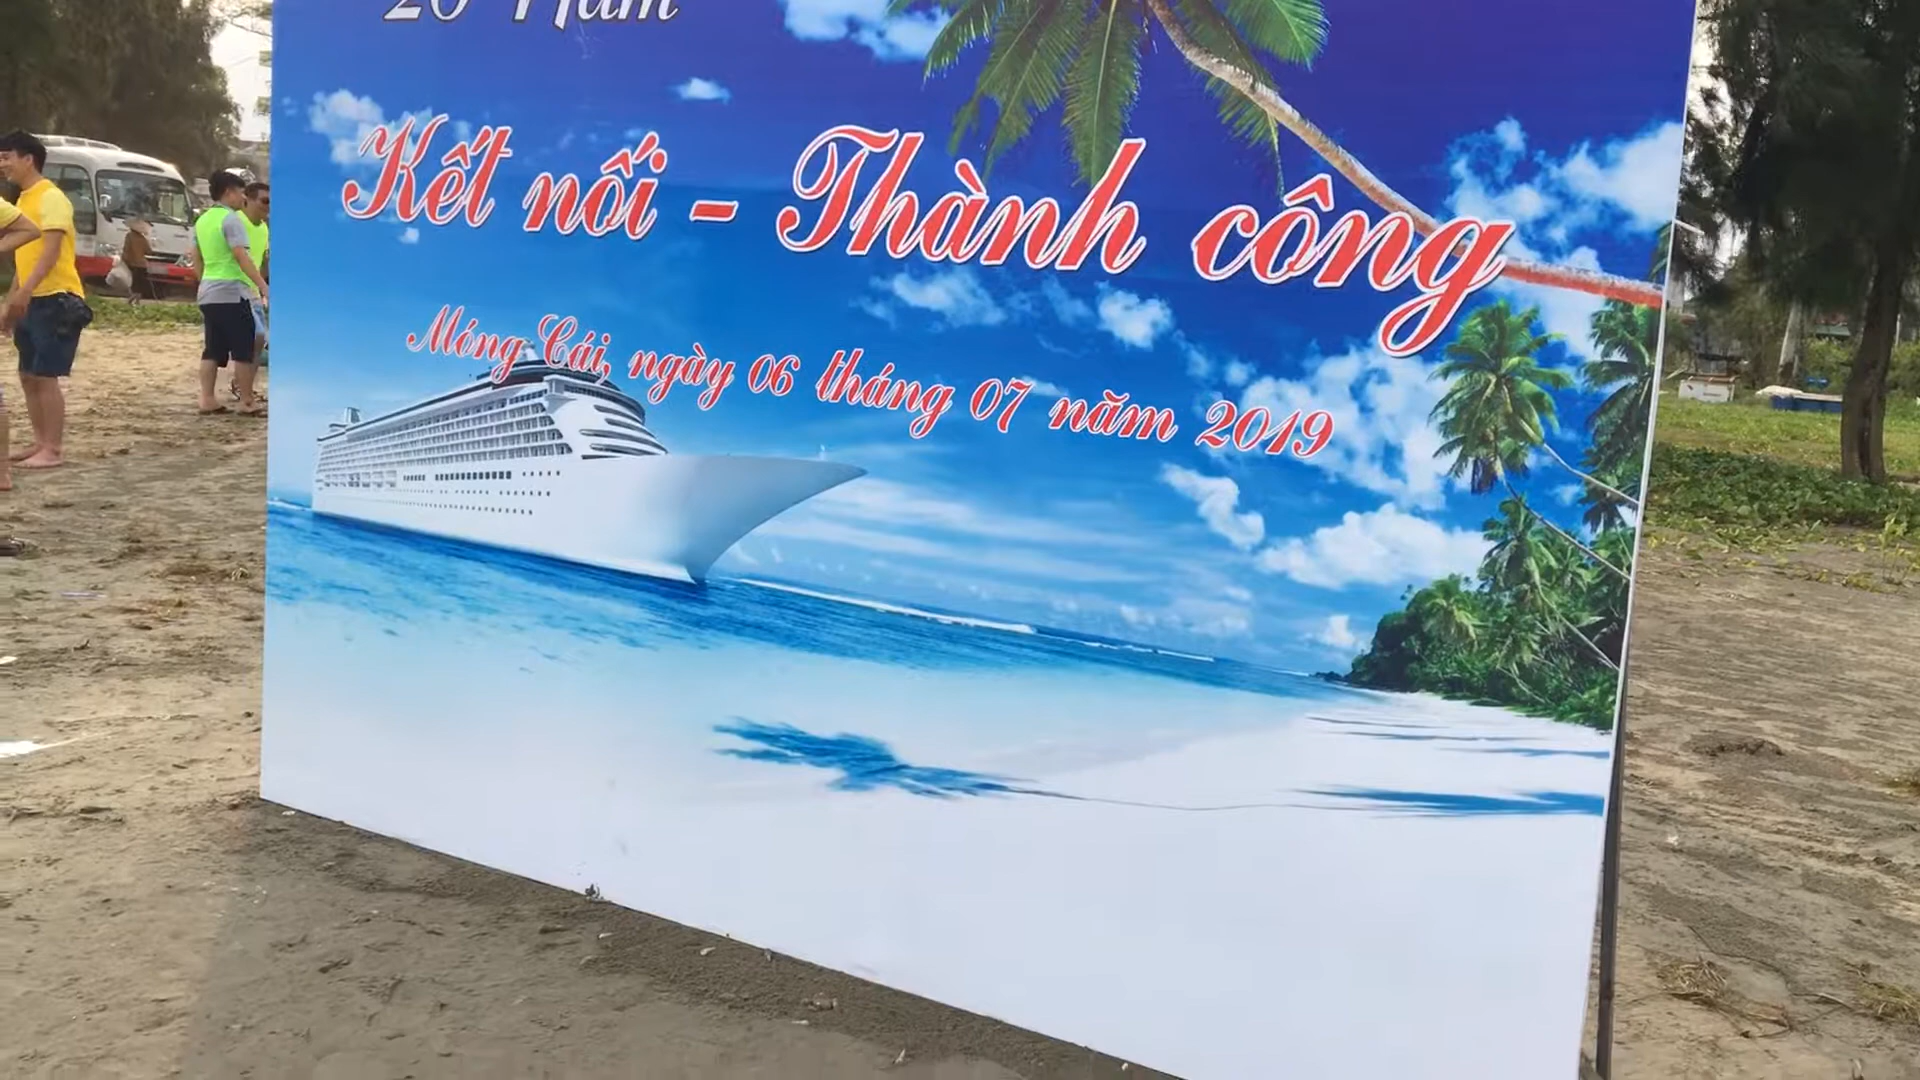 20 Năm
Kết nối - Thành công
Móng Cái, ngày 06 tháng 07 năm 2019